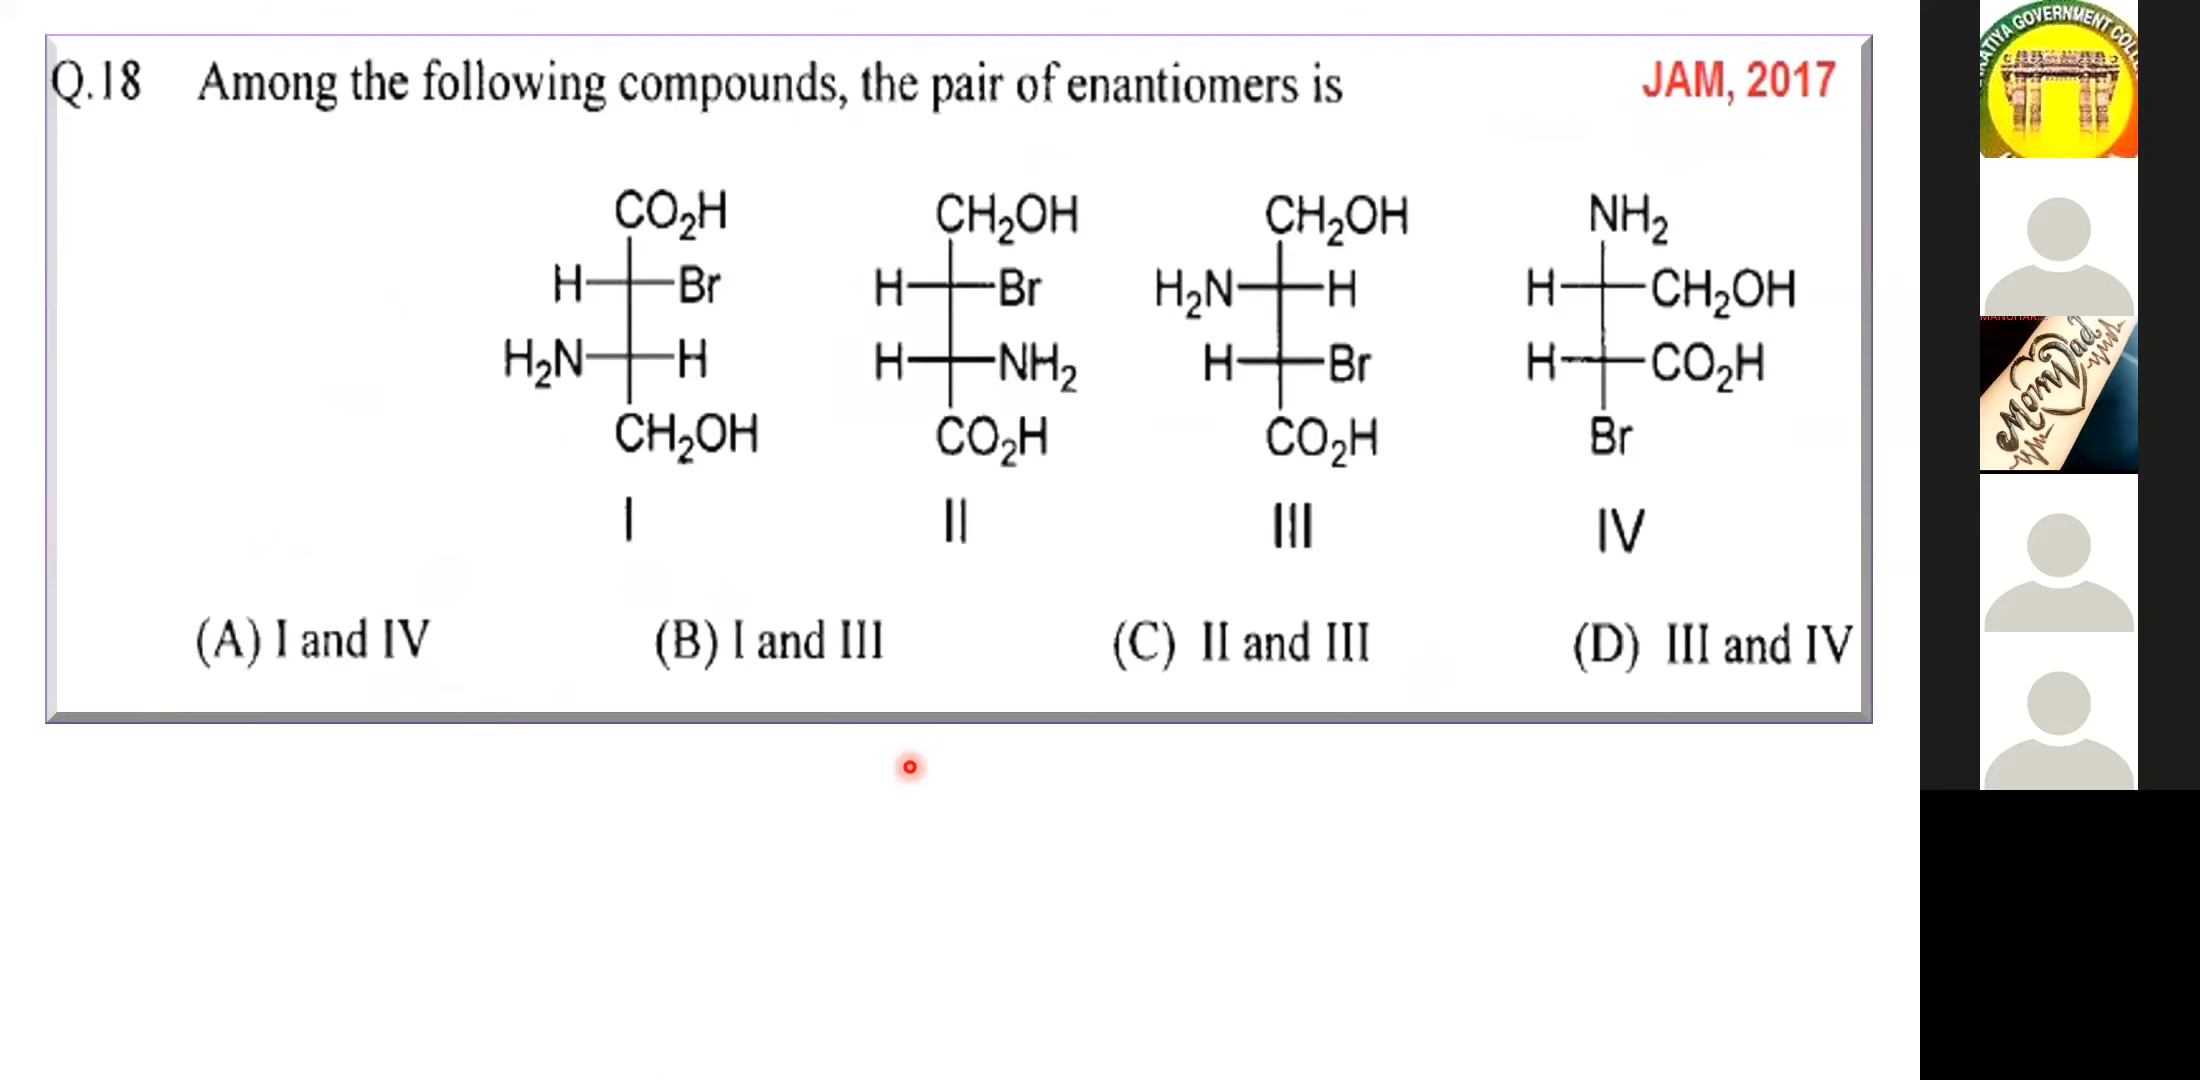 Q.18 Among the following compounds, the pair of enantiomers is JAM, 2017
CO₂H CH₂OH CH₂OH NH₂
H Br H Br H₂N H H CH₂OH
H₂N H H NH₂ H Br H CO₂H
CH₂OH CO₂H CO₂H Br
I II III IV
(A) I and IV (B) I and III (C) II and III (D) III and IV
GOVERNMENT
Mom Dad